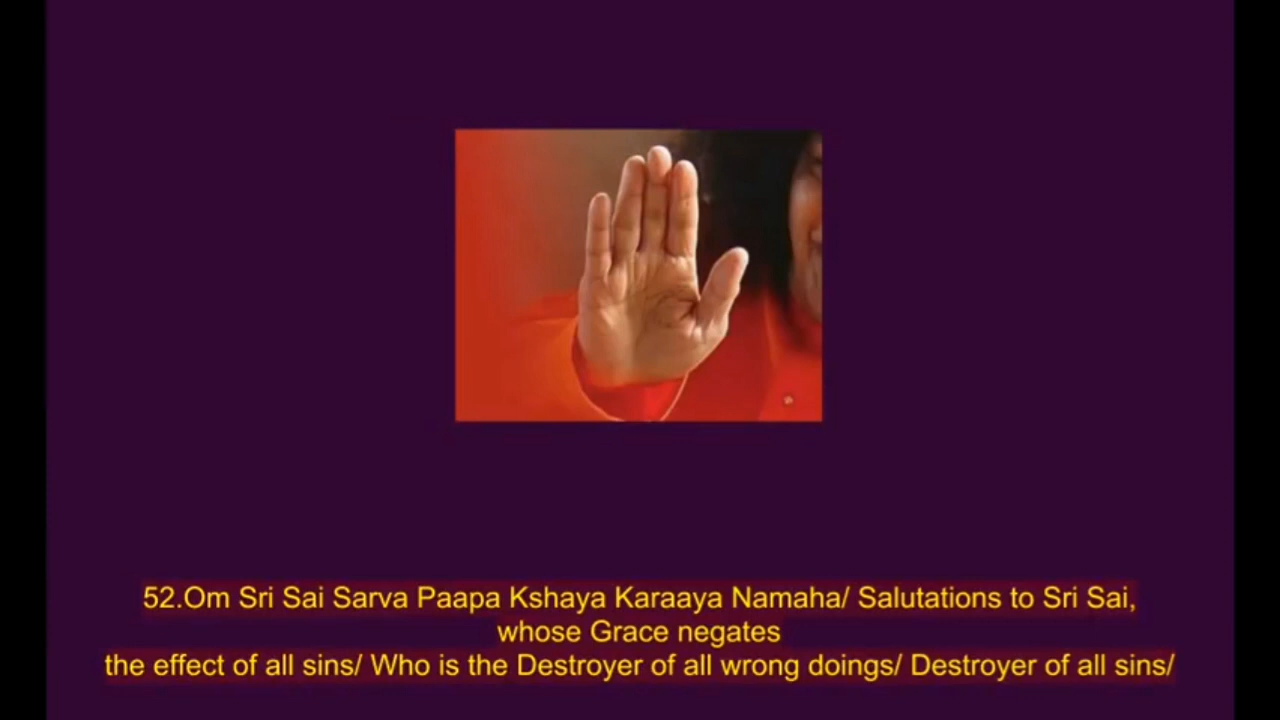 52.Om Sri Sai Sarva Paapa Kshaya Karaaya Namaha/ Salutations to Sri Sai,
whose Grace negates
the effect of all sins/ Who is the Destroyer of all wrong doings/ Destroyer of all sins/